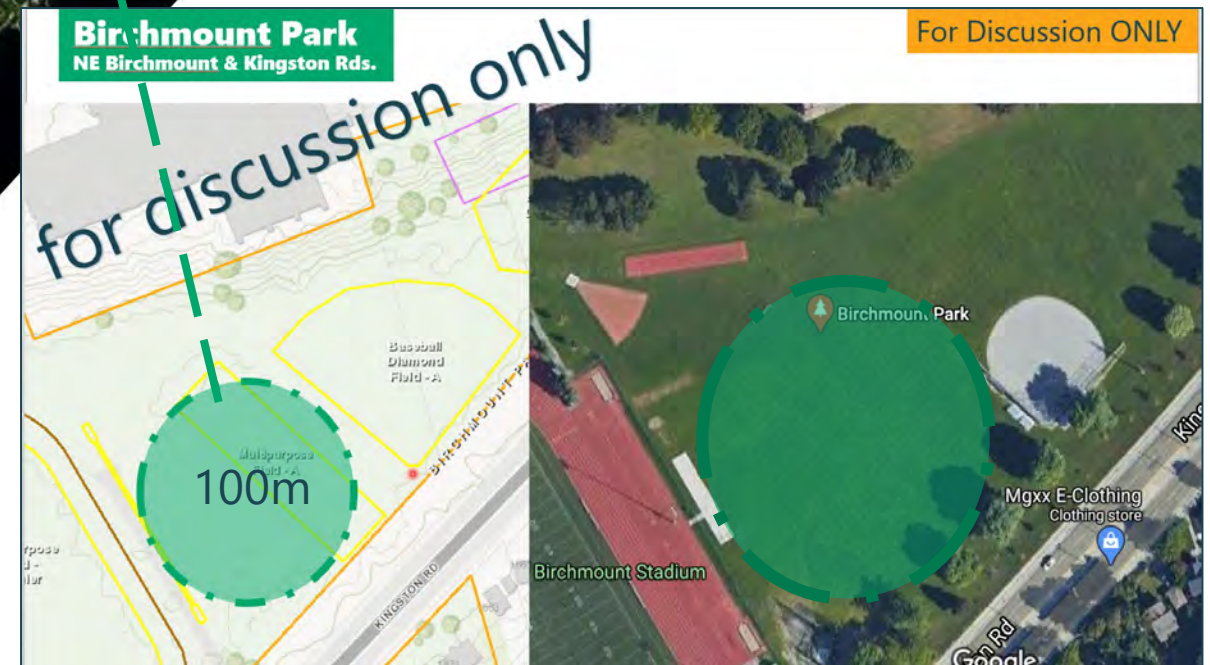 Birchmount Park
NE Birchmount & Kingston Rds.
For Discussion ONLY
for discussion only
Baseball
Diamond
Field - A
Multipurpose
Field - A
100m
BIRCHMOUNT
KINGSTON RD
Birchmount Park
Birchmount Stadium
Mgxx E-Clothing
Clothing store
Rd
Google